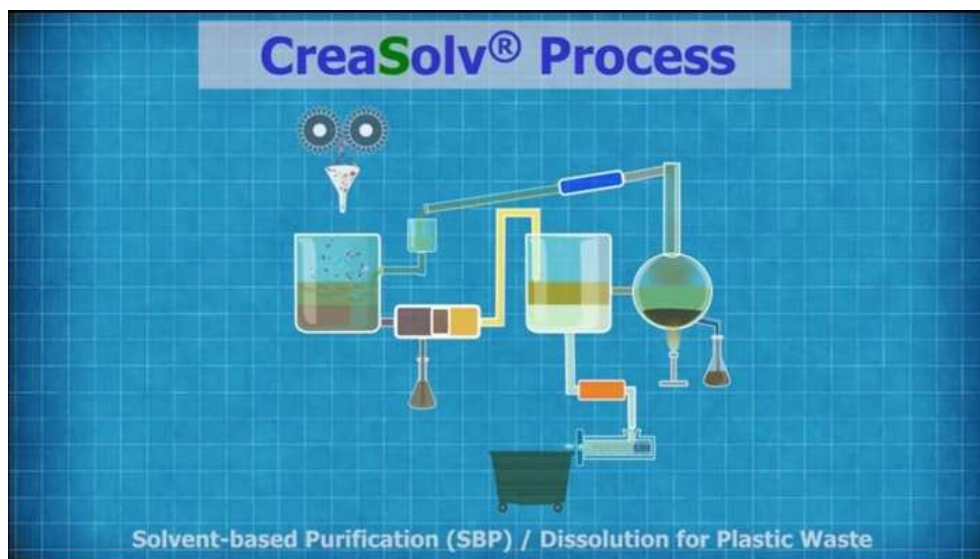 CreaSolv® Process
Solvent-based Purification (SBP) / Dissolution for Plastic Waste